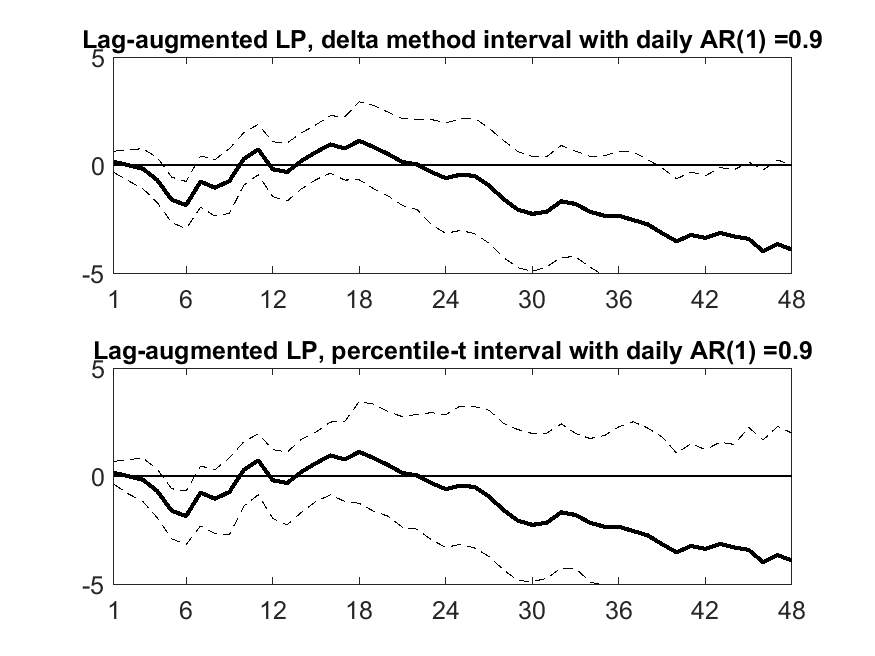 Lag-augmented LP, delta method interval with daily AR(1) =0.9
5
0
-5
1 6 12 18 24 30 36 42 48
Lag-augmented LP, percentile-t interval with daily AR(1) =0.9
5
0
-5
1 6 12 18 24 30 36 42 48